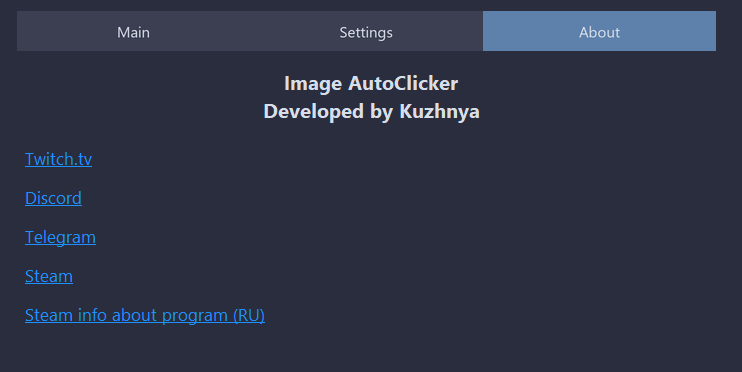 Main
Settings
About
Image AutoClicker
Developed by Kuzhnya
Twitch.tv
Discord
Telegram
Steam
Steam info about program (RU)